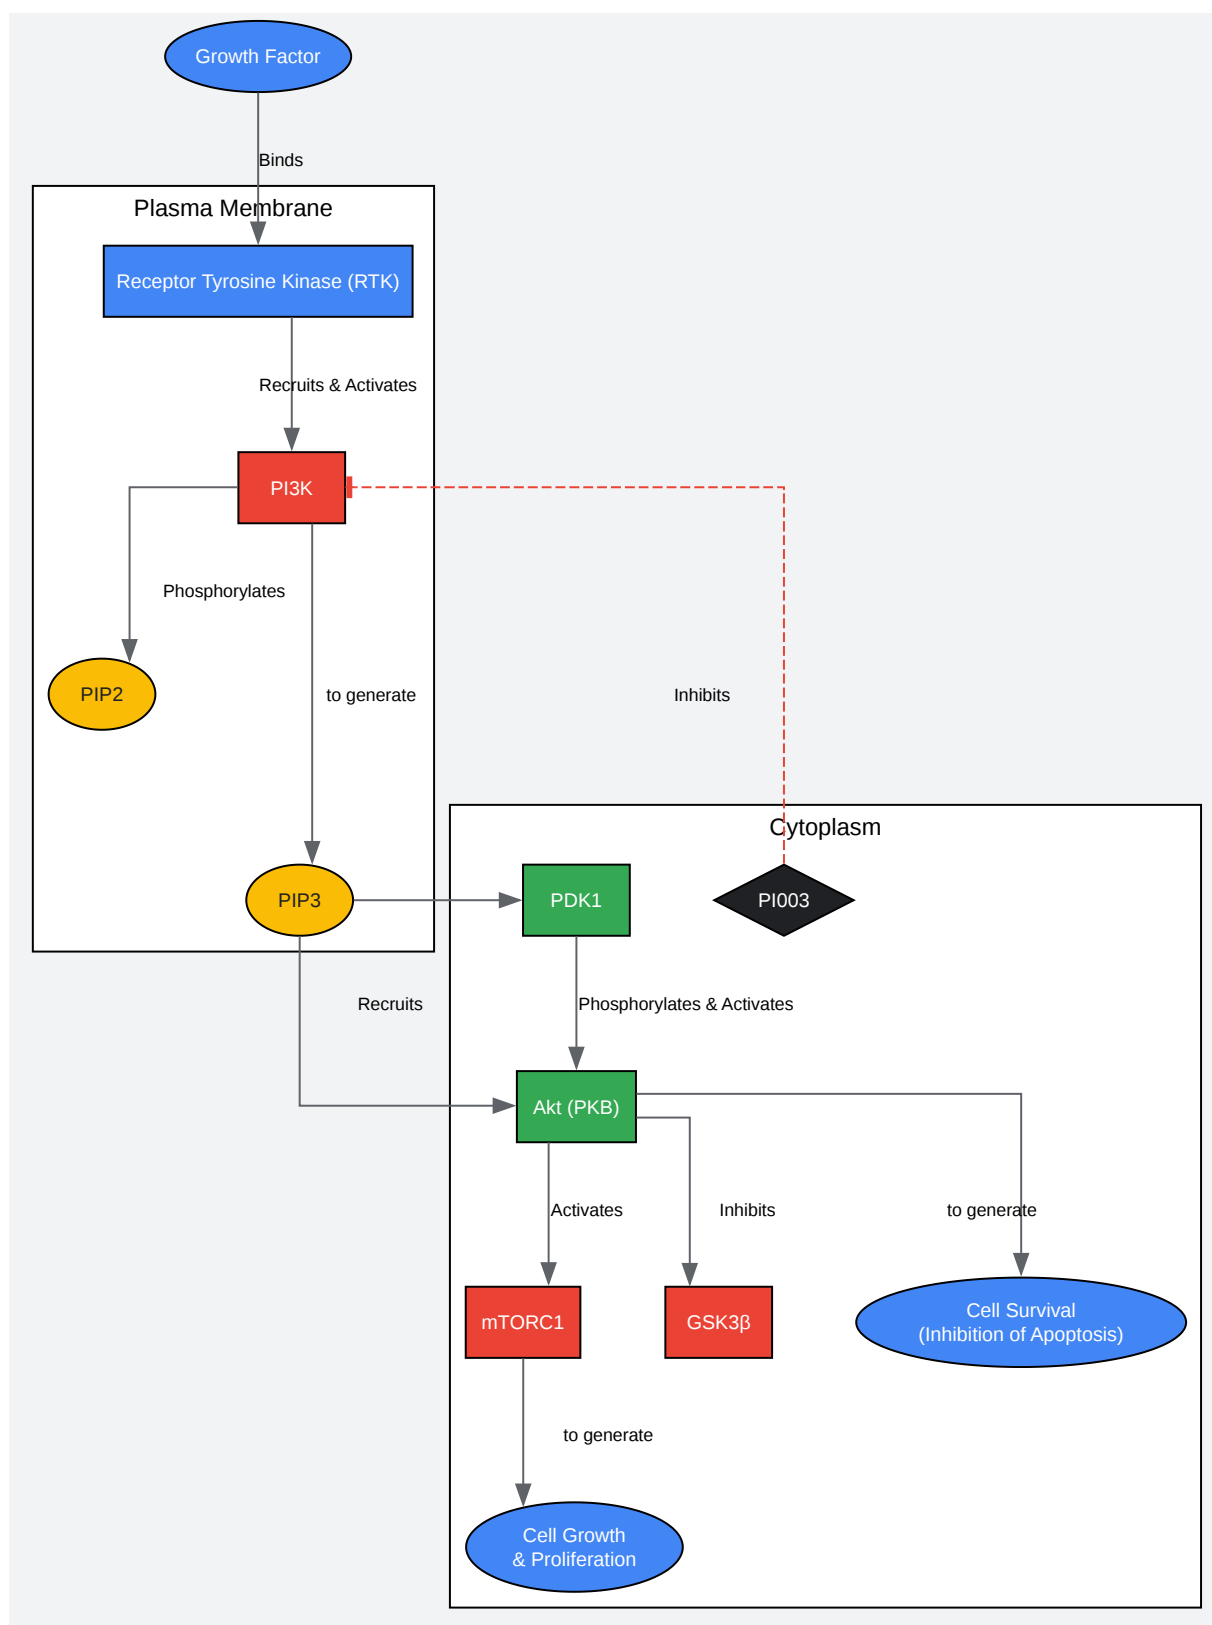 Growth Factor
Binds
Plasma Membrane
Receptor Tyrosine Kinase (RTK)
Recruits & Activates
PI3K
Phosphorylates
PIP2
to generate
Inhibits
Cytoplasm
PIP3
PDK1
PI003
Recruits
Phosphorylates & Activates
Akt (PKB)
Activates
Inhibits
to generate
mTORC1
GSK3β
Cell Survival
(Inhibition of Apoptosis)
to generate
Cell Growth
& Proliferation